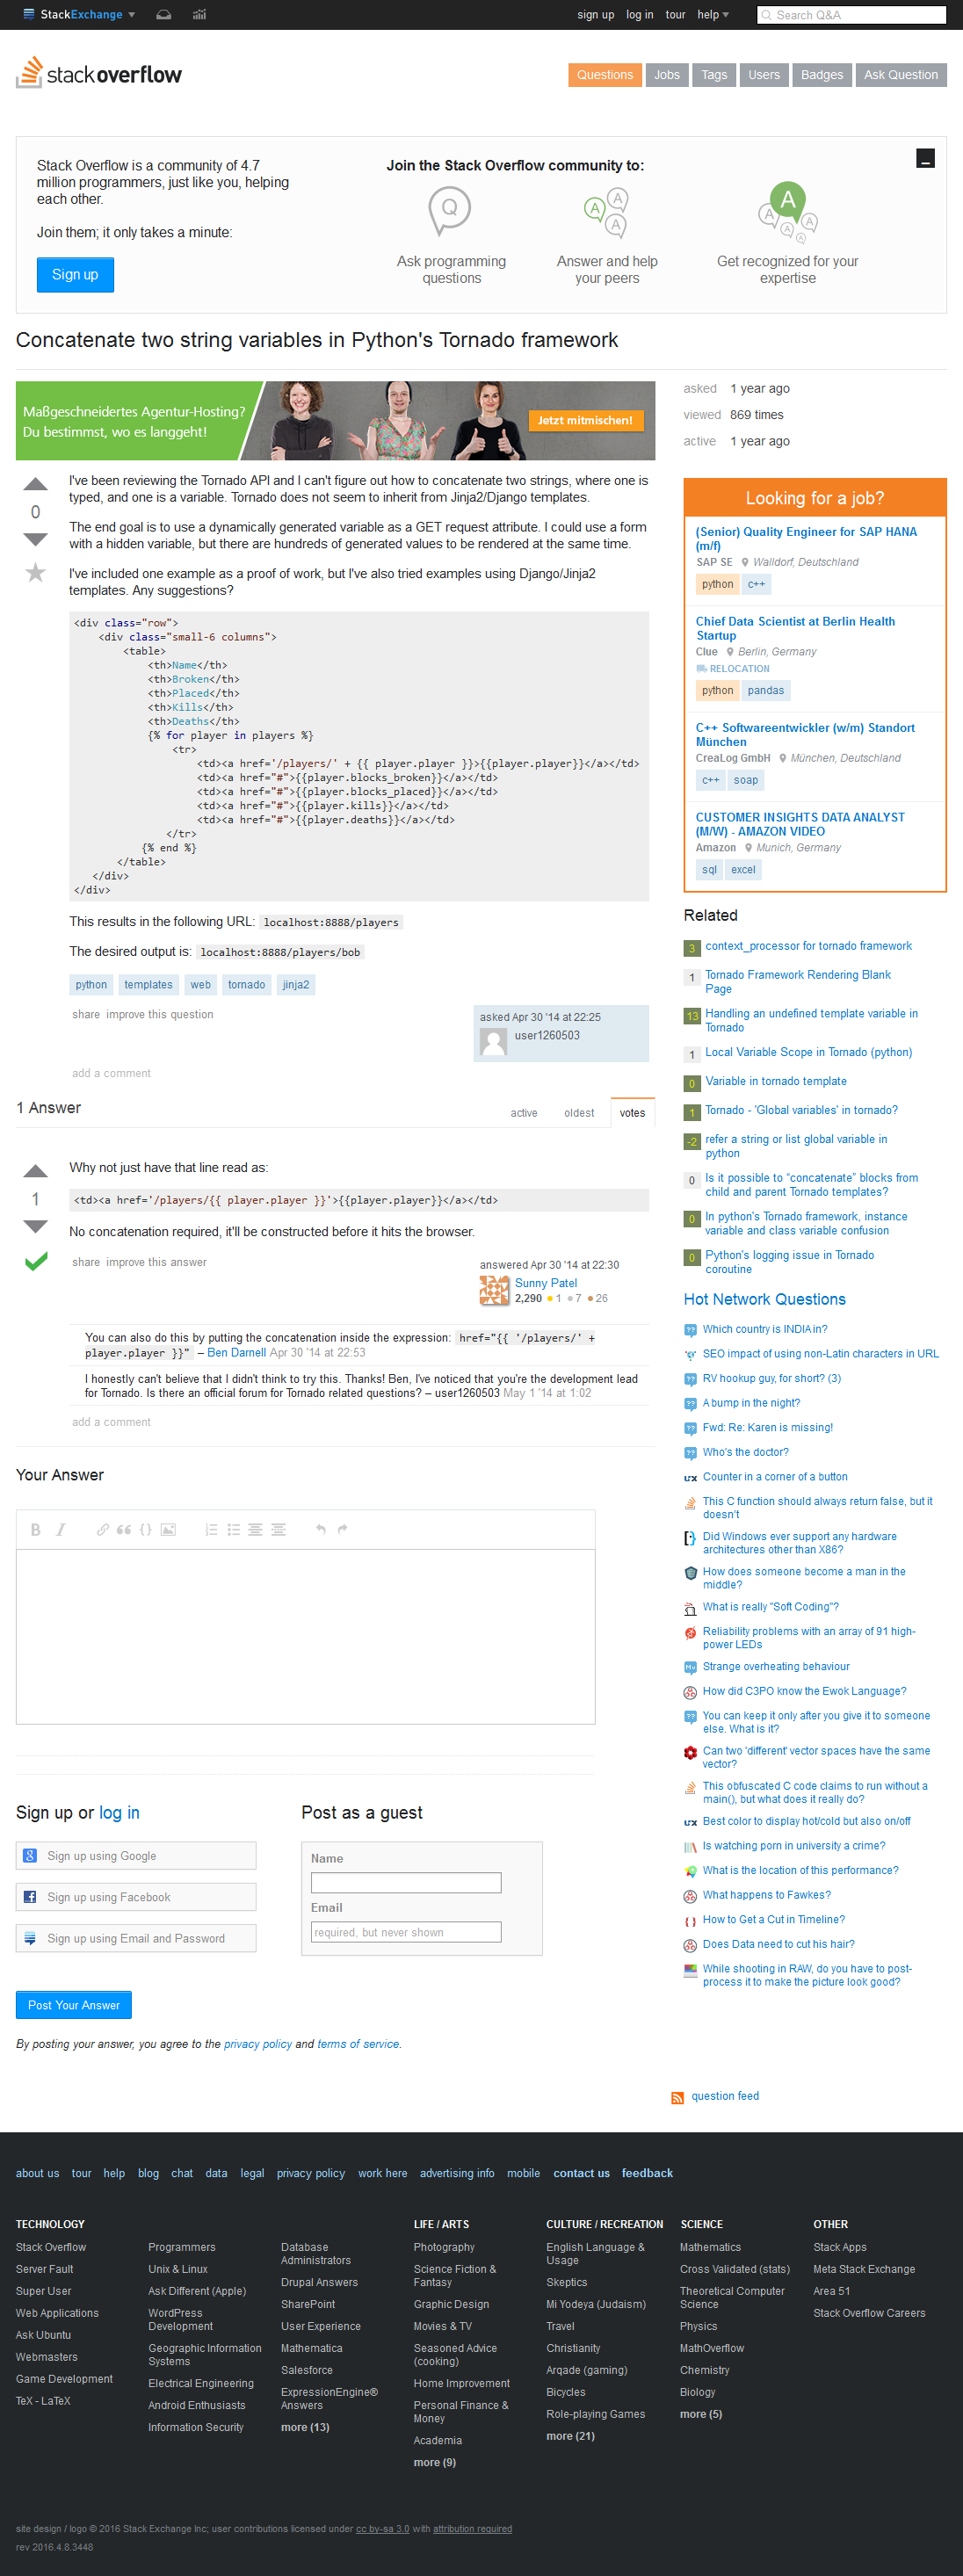 StackExchange
sign up log in tour help
Search Q&A
stackoverflow
Questions Jobs Tags Users Badges Ask Question
Stack Overflow is a community of 4.7
million programmers, just like you, helping
each other.
Join them; it only takes a minute:
Sign up
Join the Stack Overflow community to:
Q
Ask programming
questions
A A A
Answer and help
your peers
A A A A A
Get recognized for your
expertise
Concatenate two string variables in Python's Tornado framework
Maßgeschneidertes Agentur-Hosting?
Du bestimmst, wo es langgeht!
Jetzt mitmischen!
0
I've been reviewing the Tornado API and I can't figure out how to concatenate two strings, where one is
typed, and one is a variable. Tornado does not seem to inherit from Jinja2/Django templates.
The end goal is to use a dynamically generated variable as a GET request attribute. I could use a form
with a hidden variable, but there are hundreds of generated values to be rendered at the same time.
I've included one example as a proof of work, but I've also tried examples using Django/Jinja2
templates. Any suggestions?
<div class="row">
<div class="small-6 columns">
<table>
<th>Name</th>
<th>Broken</th>
<th>Placed</th>
<th>Kills</th>
<th>Deaths</th>
{% for player in players %}
<tr>
<td><a href='/players/' + {{ player.player }}>{{player.player}}</a></td>
<td><a href="#">{{player.blocks_broken}}</a></td>
<td><a href="#">{{player.blocks_placed}}</a></td>
<td><a href="#">{{player.kills}}</a></td>
<td><a href="#">{{player.deaths}}</a></td>
</tr>
{% end %}
</table>
</div>
</div>
This results in the following URL: localhost:8888/players
The desired output is: localhost:8888/players/bob
python templates web tornado jinja2
share improve this question
asked Apr 30 '14 at 22:25
user1260503
add a comment
1 Answer
active oldest votes
1
Why not just have that line read as:
<td><a href='/players/{{ player.player }}'>{{player.player}}</a></td>
No concatenation required, it'll be constructed before it hits the browser.
share improve this answer
answered Apr 30 '14 at 22:30
Sunny Patel
2,290 1 7 26
You can also do this by putting the concatenation inside the expression: href="{{ '/players/' +
player.player }}" – Ben Darnell Apr 30 '14 at 22:53
I honestly can't believe that I didn't think to try this. Thanks! Ben, I've noticed that you're the development lead
for Tornado. Is there an official forum for Tornado related questions? – user1260503 May 1 '14 at 1:02
add a comment
Your Answer
B I
Sign up or log in
Sign up using Google
Sign up using Facebook
Sign up using Email and Password
Post as a guest
Name
Email
required, but never shown
Post Your Answer
By posting your answer, you agree to the privacy policy and terms of service.
asked 1 year ago
viewed 869 times
active 1 year ago
Looking for a job?
(Senior) Quality Engineer for SAP HANA
(m/f)
SAP SE Walldorf, Deutschland
python c++
Chief Data Scientist at Berlin Health
Startup
Clue Berlin, Germany
RELOCATION
python pandas
C++ Softwareentwickler (w/m) Standort
München
CreaLog GmbH München, Deutschland
c++ soap
CUSTOMER INSIGHTS DATA ANALYST
(M/W) - AMAZON VIDEO
Amazon Munich, Germany
sql excel
Related
3 context_processor for tornado framework
1 Tornado Framework Rendering Blank
Page
13 Handling an undefined template variable in
Tornado
1 Local Variable Scope in Tornado (python)
0 Variable in tornado template
1 Tornado - 'Global variables' in tornado?
-2 refer a string or list global variable in
python
0 Is it possible to "concatenate" blocks from
child and parent Tornado templates?
0 In python's Tornado framework, instance
variable and class variable confusion
0 Python's logging issue in Tornado
coroutine
Hot Network Questions
Which country is INDIA in?
SEO impact of using non-Latin characters in URL
RV hookup guy, for short? (3)
A bump in the night?
Fwd: Re: Karen is missing!
Who's the doctor?
Counter in a corner of a button
This C function should always return false, but it
doesn't
Did Windows ever support any hardware
architectures other than X86?
How does someone become a man in the
middle?
What is really "Soft Coding"?
Reliability problems with an array of 91 high-
power LEDs
Strange overheating behaviour
How did C3PO know the Ewok Language?
You can keep it only after you give it to someone
else. What is it?
Can two 'different' vector spaces have the same
vector?
This obfuscated C code claims to run without a
main(), but what does it really do?
Best color to display hot/cold but also on/off
Is watching porn in university a crime?
What is the location of this performance?
What happens to Fawkes?
How to Get a Cut in Timeline?
Does Data need to cut his hair?
While shooting in RAW, do you have to post-
process it to make the picture look good?
question feed
about us tour help blog chat data legal privacy policy work here advertising info mobile contact us feedback
TECHNOLOGY
Stack Overflow
Server Fault
Super User
Web Applications
Ask Ubuntu
Webmasters
Game Development
TeX - LaTeX
Programmers
Unix & Linux
Ask Different (Apple)
WordPress
Development
Geographic Information
Systems
Electrical Engineering
Android Enthusiasts
Information Security
Database
Administrators
Drupal Answers
SharePoint
User Experience
Mathematica
Salesforce
ExpressionEngine®
Answers
more (13)
LIFE / ARTS
Photography
Science Fiction &
Fantasy
Graphic Design
Movies & TV
Seasoned Advice
(cooking)
Home Improvement
Personal Finance &
Money
Academia
more (9)
CULTURE / RECREATION
English Language &
Usage
Skeptics
Mi Yodeya (Judaism)
Travel
Christianity
Arqade (gaming)
Bicycles
Role-playing Games
more (21)
SCIENCE
Mathematics
Cross Validated (stats)
Theoretical Computer
Science
Physics
MathOverflow
Chemistry
Biology
more (5)
OTHER
Stack Apps
Meta Stack Exchange
Area 51
Stack Overflow Careers
site design / logo © 2016 Stack Exchange Inc; user contributions licensed under cc by-sa 3.0 with attribution required
rev 2016.4.8.3448